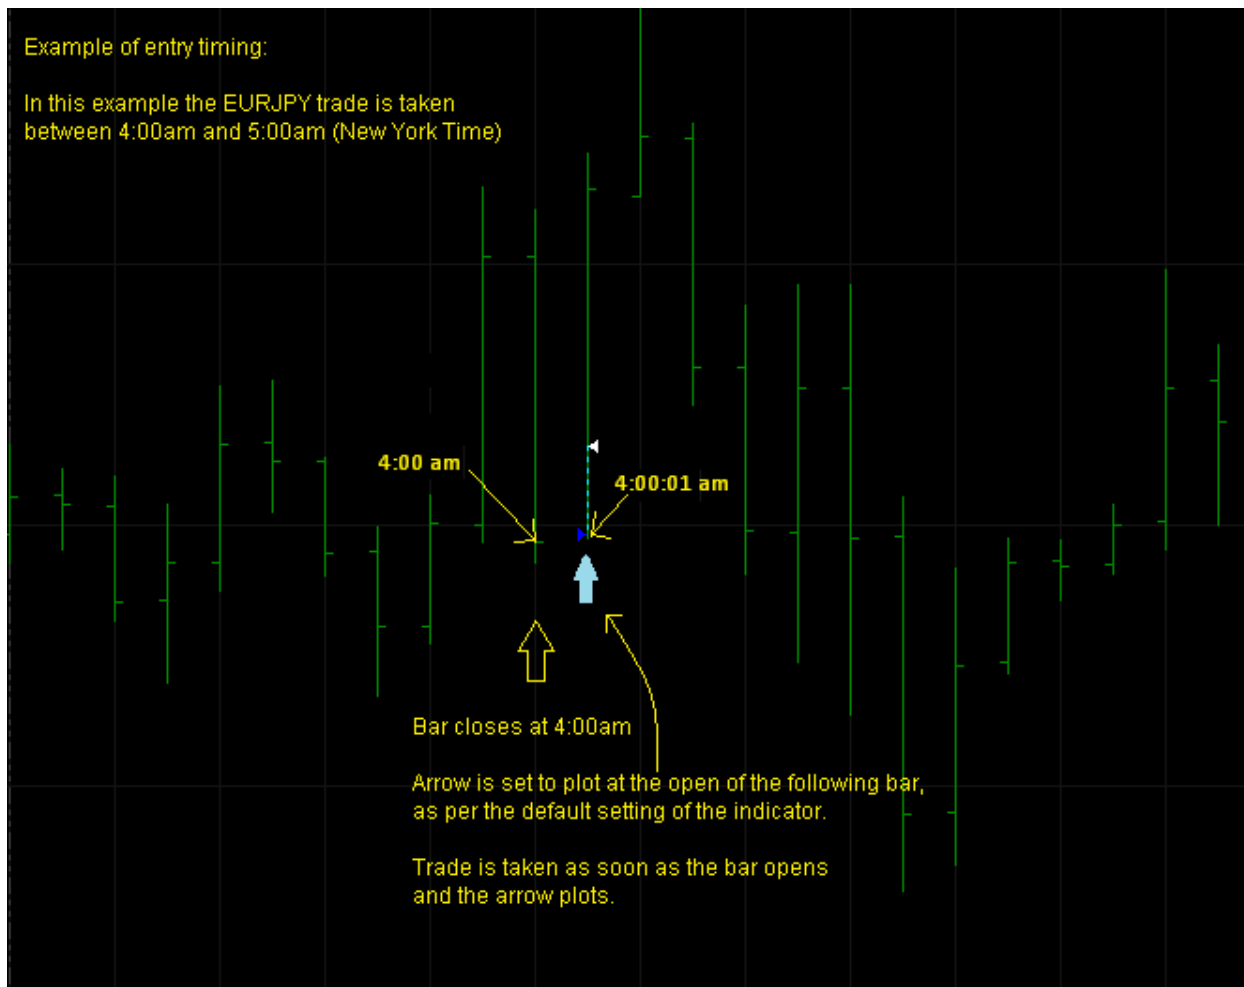 Example of entry timing:
In this example the EURJPY trade is taken
between 4:00am and 5:00am (New York Time)
4:00 am
4:00:01 am
Bar closes at 4:00am
Arrow is set to plot at the open of the following bar,
as per the default setting of the indicator.
Trade is taken as soon as the bar opens
and the arrow plots.